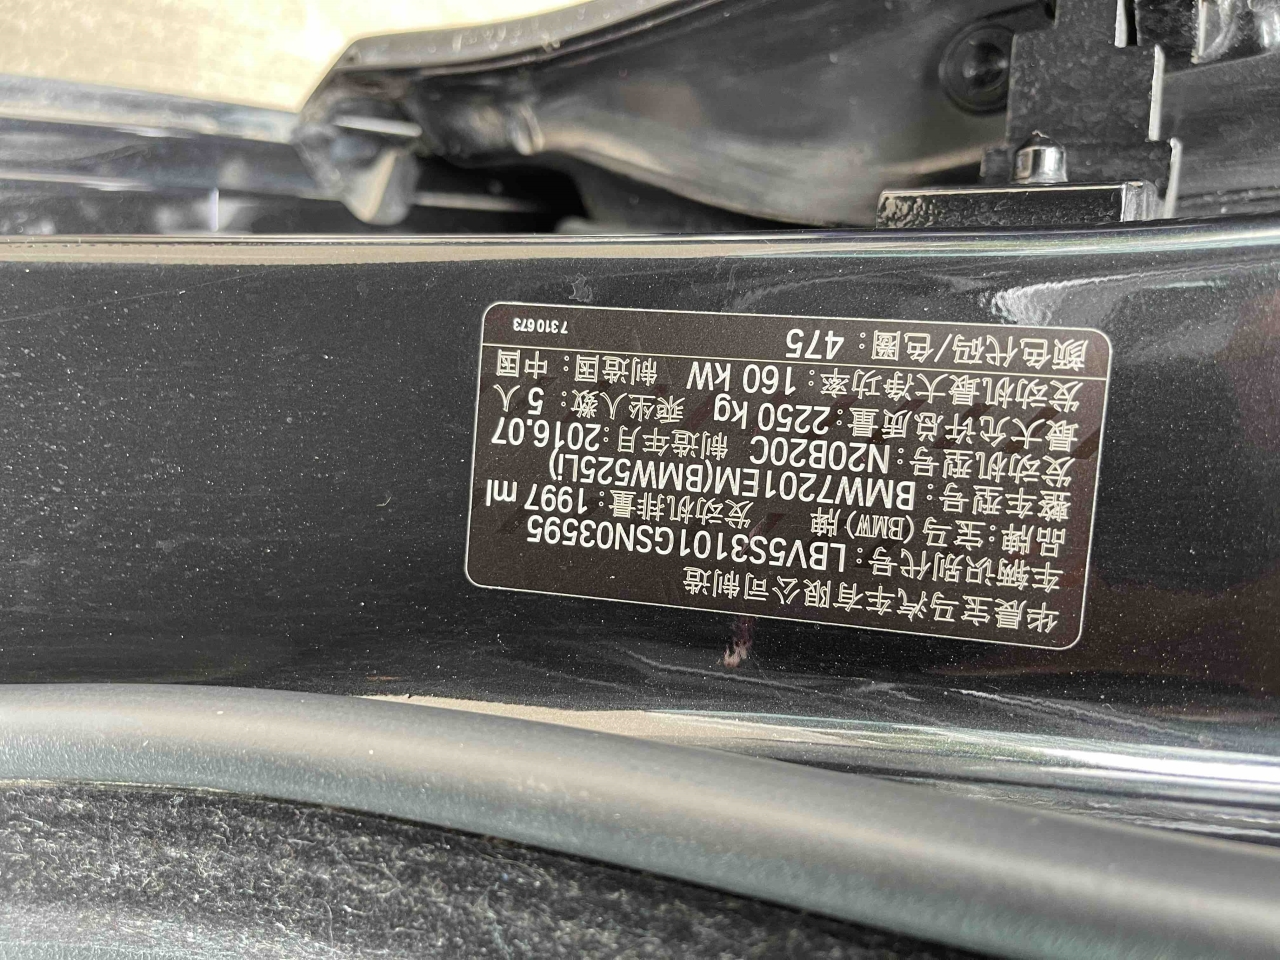 华晨宝马汽车有限公司制造
车辆识别代号：LBV5S3101GSN03595
品牌：宝马 (BMW) 牌 发动机排量：1997 ml
整车型号：BMW7201EM(BMW525Li)
发动机型号：N20B20C 制造年月：2016.07
最大允许总质量：2250 kg 乘坐人数：5 人
发动机最大净功率：160 kW 制造国：中国
颜色代码/色圈：475 7310673